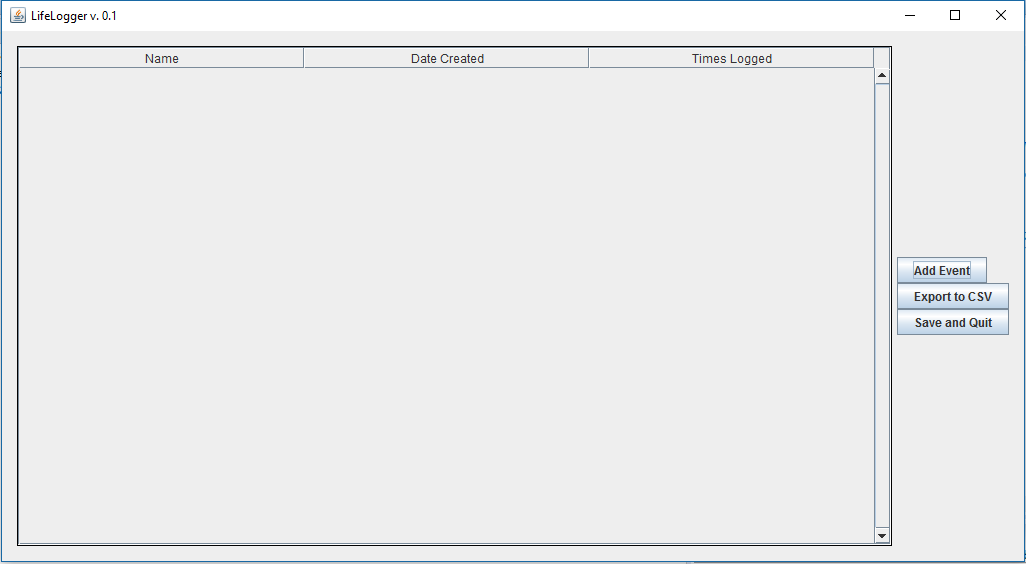 LifeLogger v. 0.1
Name Date Created Times Logged
Add Event
Export to CSV
Save and Quit